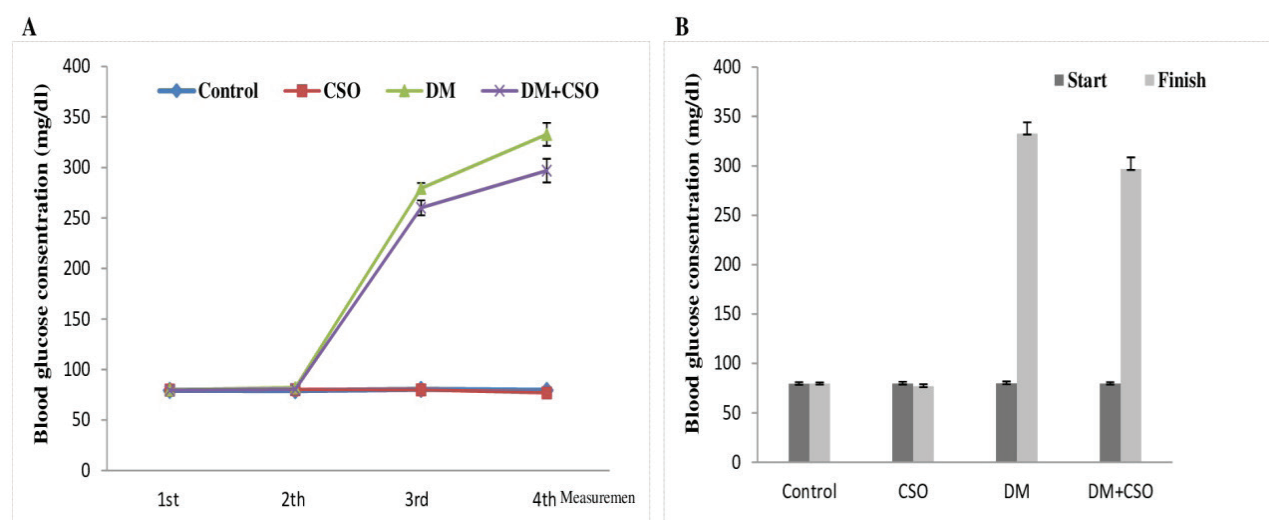 A
Blood glucose consentration (mg/dl)
400
350
300
250
200
150
100
50
0
Control CSO DM DM+CSO
1st 2th 3rd 4th Measuremen
B
Blood glucose consentration (mg/dl)
400
350
300
250
200
150
100
50
0
Start Finish
Control CSO DM DM+CSO